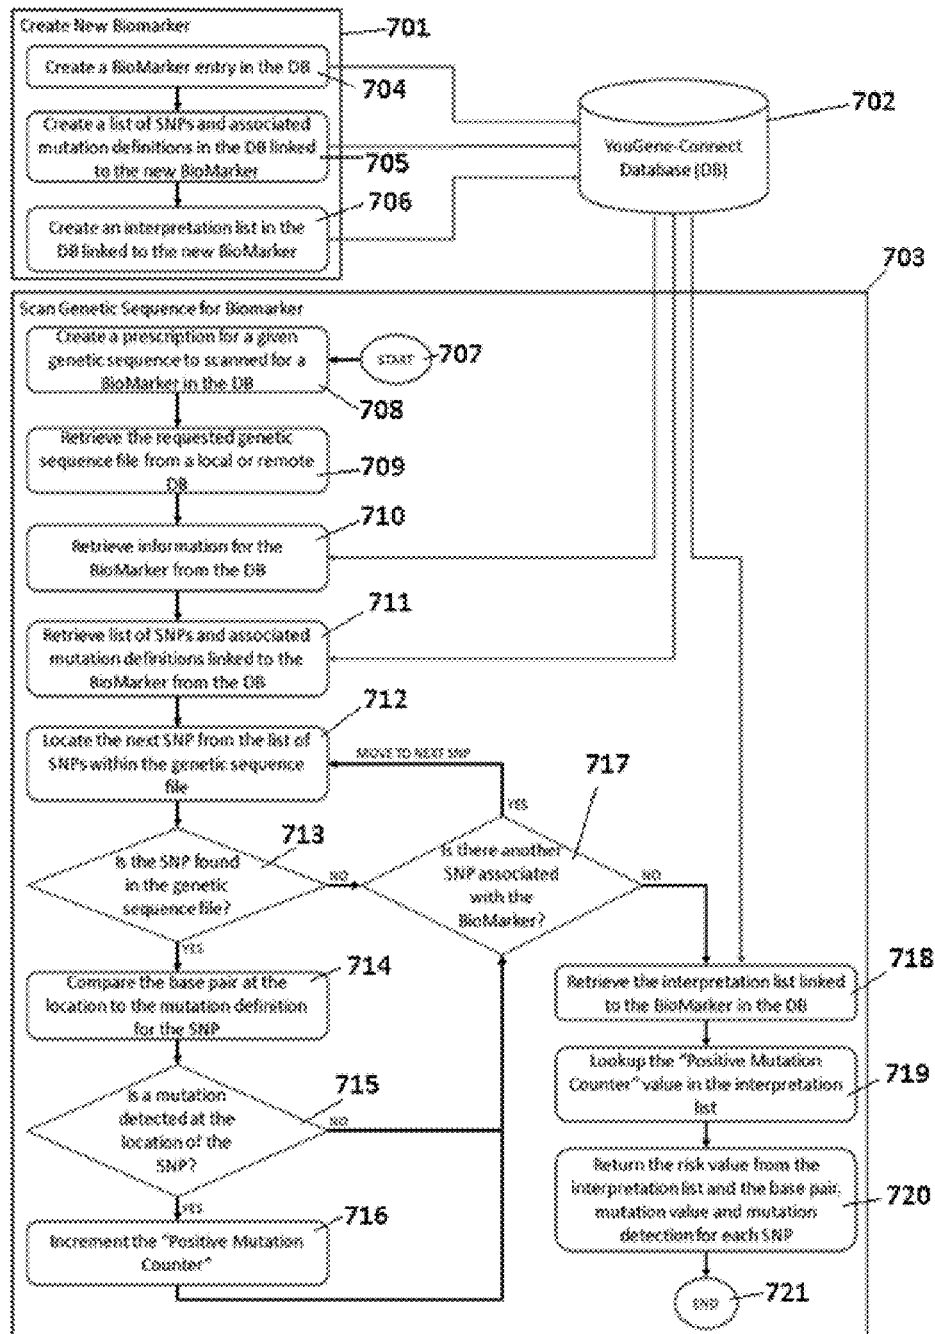 Create New Biomarker
701
Create a BioMarker entry in the DB
704
Create a list of SNPs and associated
mutation definitions in the DB linked
to the new BioMarker
705
706
Create an interpretation list in the
DB linked to the new BioMarker
702
YouGene-Connect
Database (DB)
703
Scan Genetic Sequence for Biomarker
Create a prescription for a given
genetic sequence to scanned for a
BioMarker in the DB
START
707
708
Retrieve the requested genetic
sequence file from a local or remote
DB
709
710
Retrieve information for the
BioMarker from the DB
711
Retrieve list of SNPs and associated
mutation definitions linked to the
BioMarker from the DB
712
Locate the next SNP from the list of
SNPs within the genetic sequence
file
MOVE TO NEXT SNP
717
YES
713
Is the SNP found
in the genetic
sequence file?
NO
Is there another
SNP associated
with the
BioMarker?
NO
YES
714
Compare the base pair at the
location to the mutation definition
for the SNP
718
Retrieve the interpretation list linked
to the BioMarker in the DB
715
Is a mutation
detected at the
location of the
SNP?
NO
YES
719
Lookup the "Positive Mutation
Counter" value in the interpretation
list
716
Increment the "Positive Mutation
Counter"
Return the risk value from the
interpretation list and the base pair,
mutation value and mutation
detection for each SNP
720
END
721